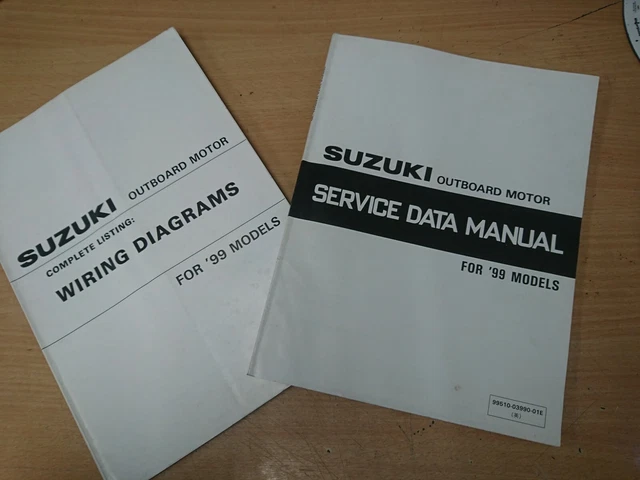 SUZUKI OUTBOARD MOTOR
COMPLETE LISTING:
WIRING DIAGRAMS
FOR '99 MODELS
SUZUKI OUTBOARD MOTOR
SERVICE DATA MANUAL
FOR '99 MODELS
99510-03990-01E